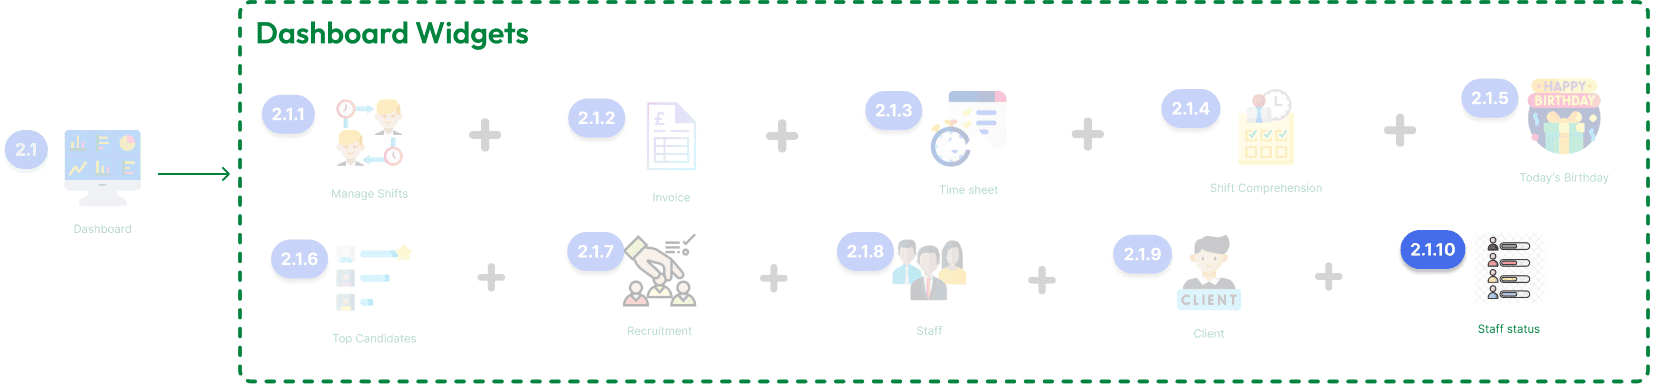 Dashboard Widgets
2.1
Dashboard
2.1.1
Manage Shifts
2.1.2
£
Invoice
2.1.3
Time sheet
2.1.4
Shift Comprehension
2.1.5
HAPPY
BIRTHDAY
Today's Birthday
2.1.6
Top Candidates
2.1.7
Recruitment
2.1.8
Staff
2.1.9
CLIENT
Client
2.1.10
Staff status